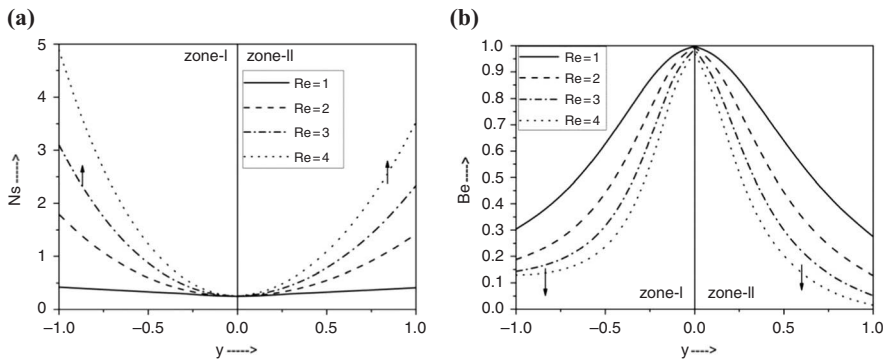 (a)
5
4
3
2
1
0
Ns---->
zone-I
zone-II
Re=1
Re=2
Re=3
Re=4
−1.0
−0.5
0.0
0.5
1.0
y ----->
(b)
1.0
0.9
0.8
0.7
0.6
0.5
0.4
0.3
0.2
0.1
0.0
Be---->
Re=1
Re=2
Re=3
Re=4
zone-I
zone-II
−1.0
−0.5
0.0
0.5
1.0
y ----->